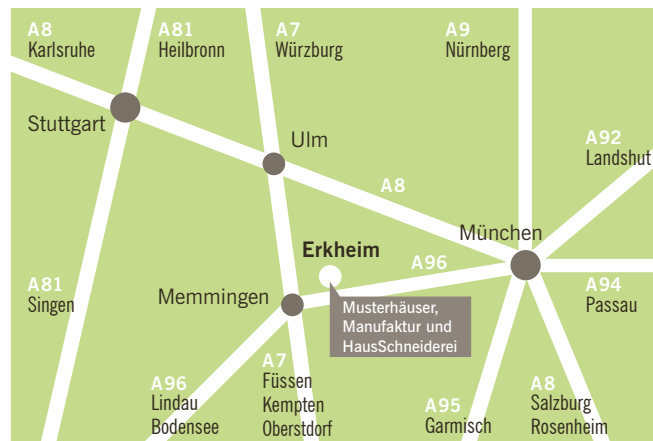 A8
Karlsruhe
A81
Heilbronn
A7
Würzburg
A9
Nürnberg
Stuttgart
Ulm
A92
Landshut
A8
München
Erkheim
A96
A81
Singen
Memmingen
Musterhäuser,
Manufaktur und
HausSchneiderei
A94
Passau
A96
Lindau
Bodensee
A7
Füssen
Kempten
Oberstdorf
A95
Garmisch
A8
Salzburg
Rosenheim